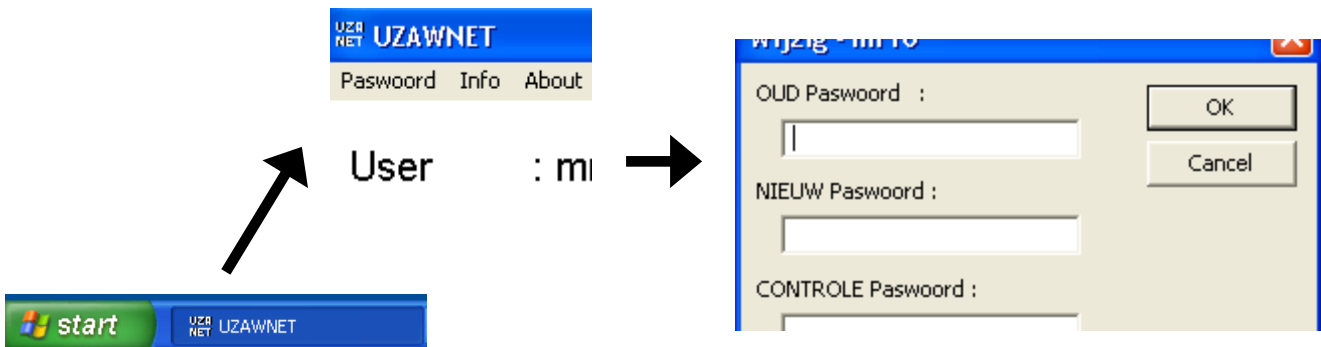 UZA NET UZAWNET
Paswoord Info About
User : m
start UZA NET UZAWNET
OUD Paswoord :
OK
Cancel
NIEUW Paswoord :
CONTROLE Paswoord :